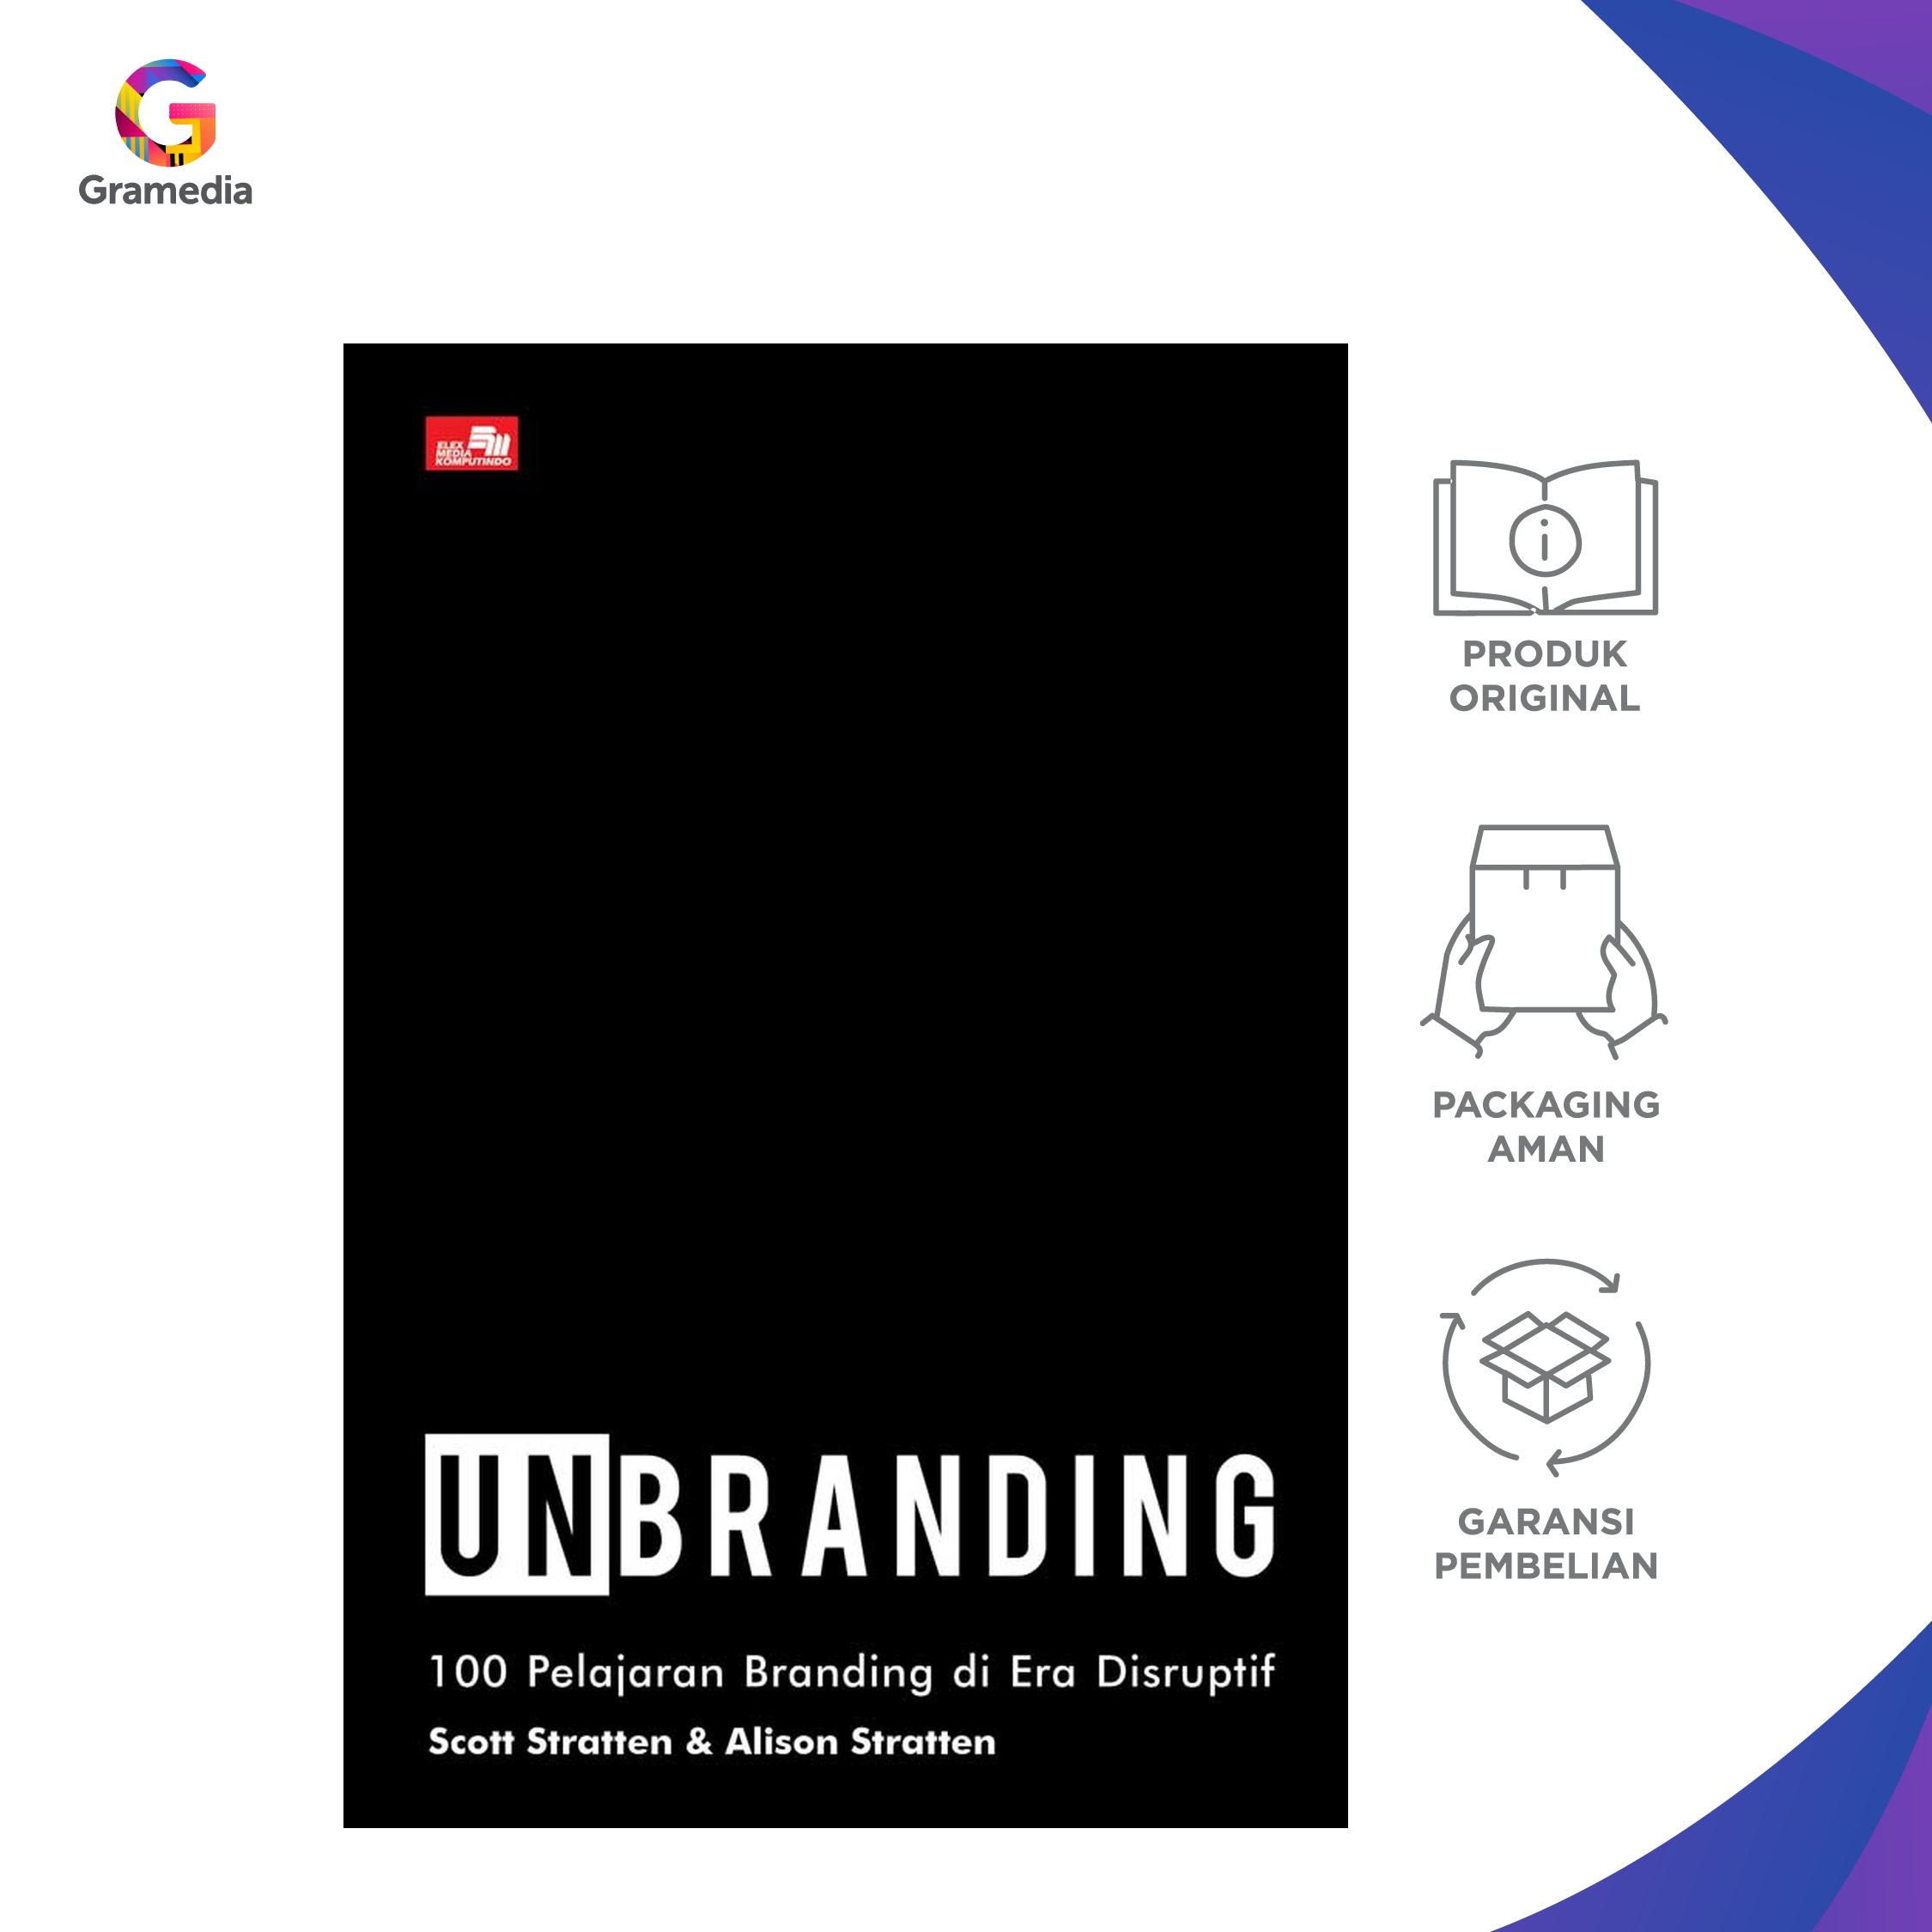 Gramedia
ELEX
MEDIA
KOMPUTINDO
UNBRANDING
100 Pelajaran Branding di Era Disruptif
Scott Stratten & Alison Stratten
PRODUK
ORIGINAL
PACKAGING
AMAN
GARANSI
PEMBELIAN